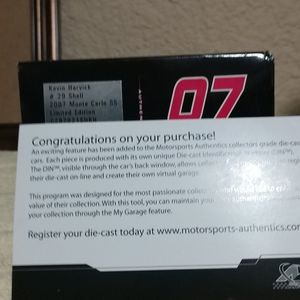 Kevin Harvick
# 29 Shell
2007 Monte Carlo SS
Limited Edition
07
Congratulations on your purchase!
An exciting feature has been added to the Motorsports Authentics collectors grade die-cast
cars. Each piece is produced with its own unique Die-cast
The DIN™, visible through the car's back window, allows
their die-cast on line and create their own virtual garage.
This program was designed for the most passionate
value of their collection. With this tool, you can maintain
your collection through the My Garage feature.
Register your die-cast today at www.motorsports-authentics.com